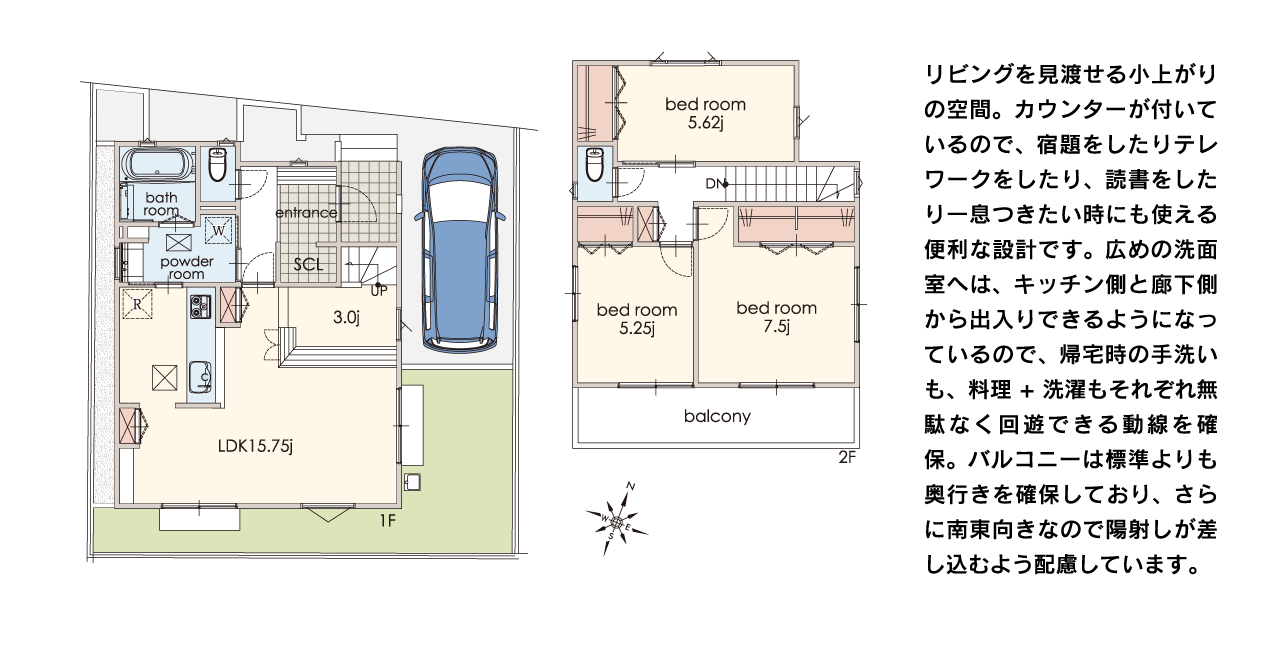 bath
room
W
powder
room
entrance
SCL
UP
R
3.0j
LDK15.75j
1F
bed room
5.62j
DN
bed room
5.25j
bed room
7.5j
balcony
2F
N
W
E
S
リビングを見渡せる小上がり
の空間。カウンターが付いて
いるので、宿題をしたりテレ
ワークをしたり、読書をした
り一息つきたい時にも使える
便利な設計です。広めの洗面
室へは、キッチン側と廊下側
から出入りできるようになっ
ているので、帰宅時の手洗い
も、料理 + 洗濯もそれぞれ無
駄なく回遊できる動線を確
保。バルコニーは標準よりも
奥行きを確保しており、さら
に南東向きなので陽射しが差
し込むよう配慮しています。